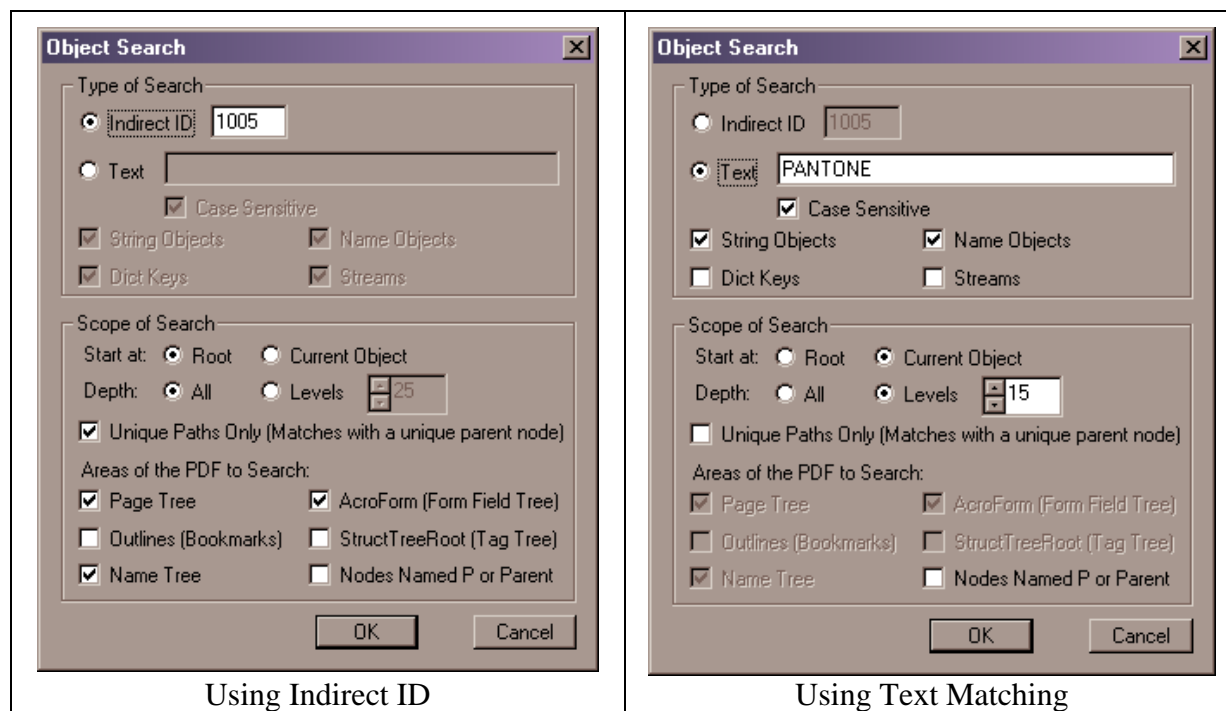 Object Search
Type of Search
Indirect ID 1005
Text
Case Sensitive
String Objects Name Objects
Dict Keys Streams
Scope of Search
Start at: Root Current Object
Depth: All Levels 25
Unique Paths Only (Matches with a unique parent node)
Areas of the PDF to Search:
Page Tree AcroForm (Form Field Tree)
Outlines (Bookmarks) StructTreeRoot (Tag Tree)
Name Tree Nodes Named P or Parent
OK Cancel
Using Indirect ID
Object Search
Type of Search
Indirect ID 1005
Text PANTONE
Case Sensitive
String Objects Name Objects
Dict Keys Streams
Scope of Search
Start at: Root Current Object
Depth: All Levels 15
Unique Paths Only (Matches with a unique parent node)
Areas of the PDF to Search:
Page Tree AcroForm (Form Field Tree)
Outlines (Bookmarks) StructTreeRoot (Tag Tree)
Name Tree Nodes Named P or Parent
OK Cancel
Using Text Matching